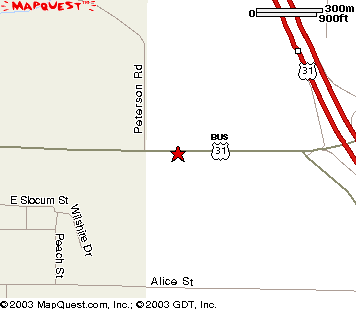 MAPQUEST
300m
900ft
31
Peterson Rd
BUS
31
E Slocum St
Wilshire Dr
Peach St
Alice St
©2003 MapQuest.com, Inc.; ©2003 GDT, Inc.